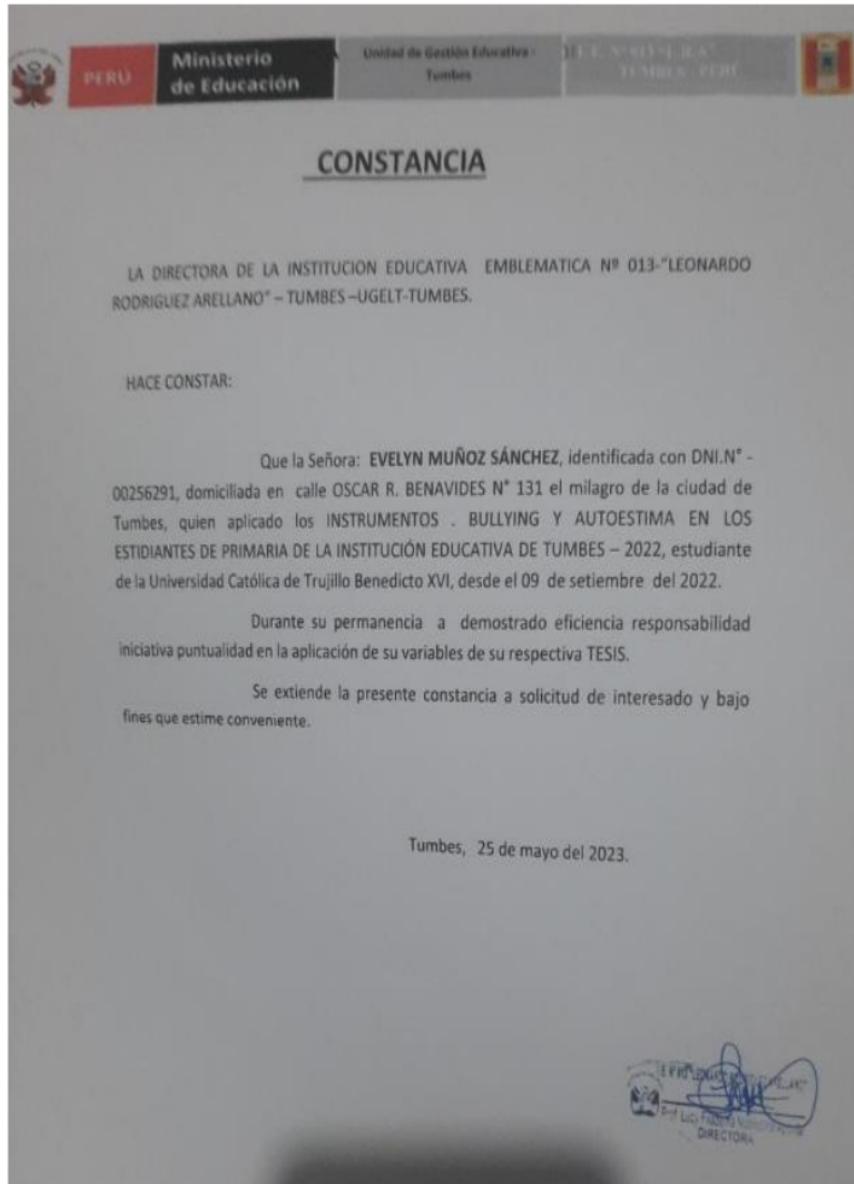 PERÚ
Ministerio
de Educación
Unidad de Gestión Educativa -
Tumbes
TUMBES - PERÚ
CONSTANCIA
LA DIRECTORA DE LA INSTITUCION EDUCATIVA EMBLEMATICA Nº 013-"LEONARDO
RODRIGUEZ ARELLANO" – TUMBES –UGELT-TUMBES.
HACE CONSTAR:
Que la Señora: EVELYN MUÑOZ SÁNCHEZ, identificada con DNI.N° -
00256291, domiciliada en calle OSCAR R. BENAVIDES N° 131 el milagro de la ciudad de
Tumbes, quien aplicado los INSTRUMENTOS . BULLYING Y AUTOESTIMA EN LOS
ESTIDIANTES DE PRIMARIA DE LA INSTITUCIÓN EDUCATIVA DE TUMBES – 2022, estudiante
de la Universidad Católica de Trujillo Benedicto XVI, desde el 09 de setiembre del 2022.
Durante su permanencia a demostrado eficiencia responsabilidad
iniciativa puntualidad en la aplicación de su variables de su respectiva TESIS.
Se extiende la presente constancia a solicitud de interesado y bajo
fines que estime conveniente.
Tumbes, 25 de mayo del 2023.
DIRECTORA